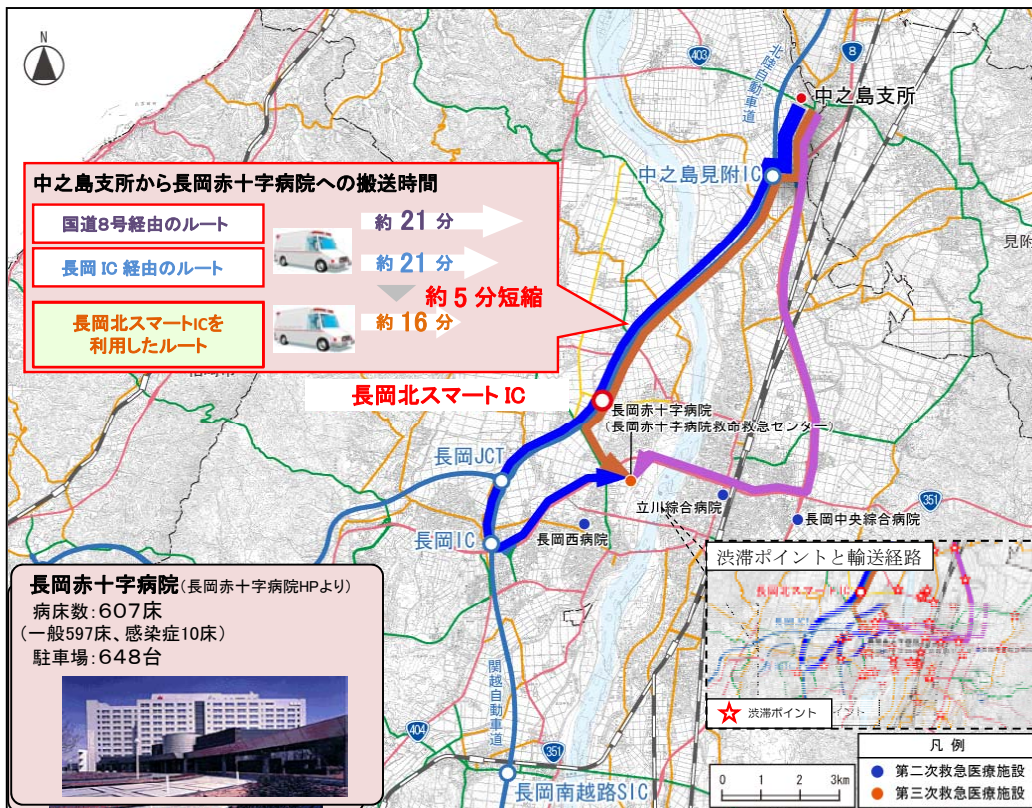 N
403
北陸自動車道
8
中之島支所
中之島見附IC
見附
中之島支所から長岡赤十字病院への搬送時間
国道8号経由のルート
約 21 分
長岡 IC 経由のルート
約 21 分
約 5 分短縮
長岡北スマートICを
利用したルート
約 16 分
長岡北スマート IC
長岡赤十字病院
(長岡赤十字病院救命救急センター)
長岡JCT
立川綜合病院
351
長岡中央綜合病院
長岡IC
長岡西病院
渋滞ポイントと輸送経路
長岡北スマートIC
渋滞ポイント
長岡赤十字病院(長岡赤十字病院HPより)
病床数:607床
(一般597床、感染症10床)
駐車場:648台
関越自動車道
404
351
長岡南越路SIC
0 1 2 3km
凡 例
第二次救急医療施設
第三次救急医療施設